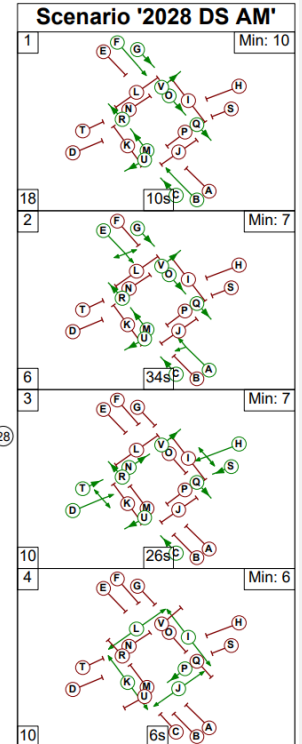 Scenario '2028 DS AM'
1 Min: 10
F
E G
L V O I H
N S
R Q
T P
D K M J
U
A
C B
18 10s
2 Min: 7
F
E G
L V O I H
N S
R Q
T P
D K M J
U
A
C B
6 34s
3 Min: 7
28
F
E G
L V O I H
N S
T R Q
P
D K M J
U
A
C B
10 26s
4 Min: 6
F
E G
L V O I H
N S
R Q
T P
D K M J
U
A
C B
10 6s